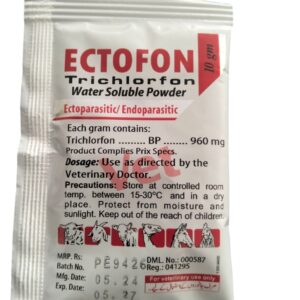 ECTOFON
10 gm
Trichlorfon
Water Soluble Powder
Ectoparasitic/ Endoparasitic
Each gram contains:
Trichlorfon ......... BP ........ 960 mg
Product Complies Prix Specs.
Dosage: Use as directed by the
Veterinary Doctor.
Precautions: Store at controlled room
temp. between 15-30°C and in a dry
place. Protect from moisture and
sunlight. Keep out of the reach of children.
MRP. Rs:
Batch No. PE9426
Mfg. Date 05.24
Exp. Date 05.27
DML. No.: 000587
Reg.: 041295
For veterinary use only
Vet